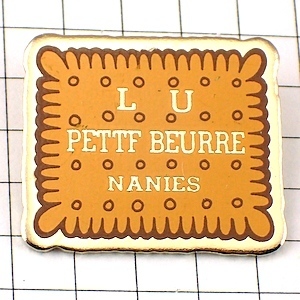 L U
PETTF BEURRE
NANIES